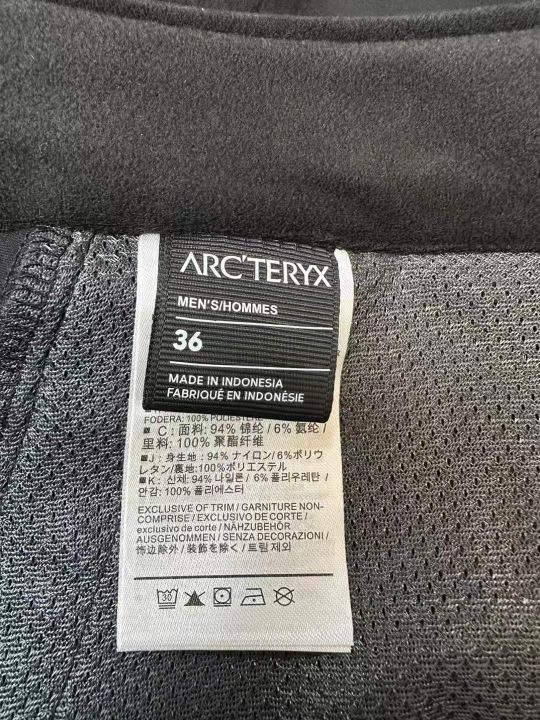 ARC'TERYX
MEN'S/HOMMES
36
MADE IN INDONESIA
FABRIQUÉ EN INDONÉSIE
FODERA: 100% POLIESTERE
■ C: 面料: 94% 锦纶 / 6% 氨纶 /
里料: 100% 聚酯纤维
■ J: 身生地: 94% ナイロン / 6%ポリウ
レタン/裏地:100%ポリエステル
■ K: 신체: 94% 나일론 / 6% 폴리우레탄 /
안감: 100% 폴리에스터
EXCLUSIVE OF TRIM / GARNITURE NON-
COMPRISE / EXCLUSIVO DE CORTE /
exclusivo de corte / NÄHZUBEHÖR
AUSGENOMMEN / SENZA DECORAZIONI /
饰边除外 / 装飾を除く / 트림 제외
30